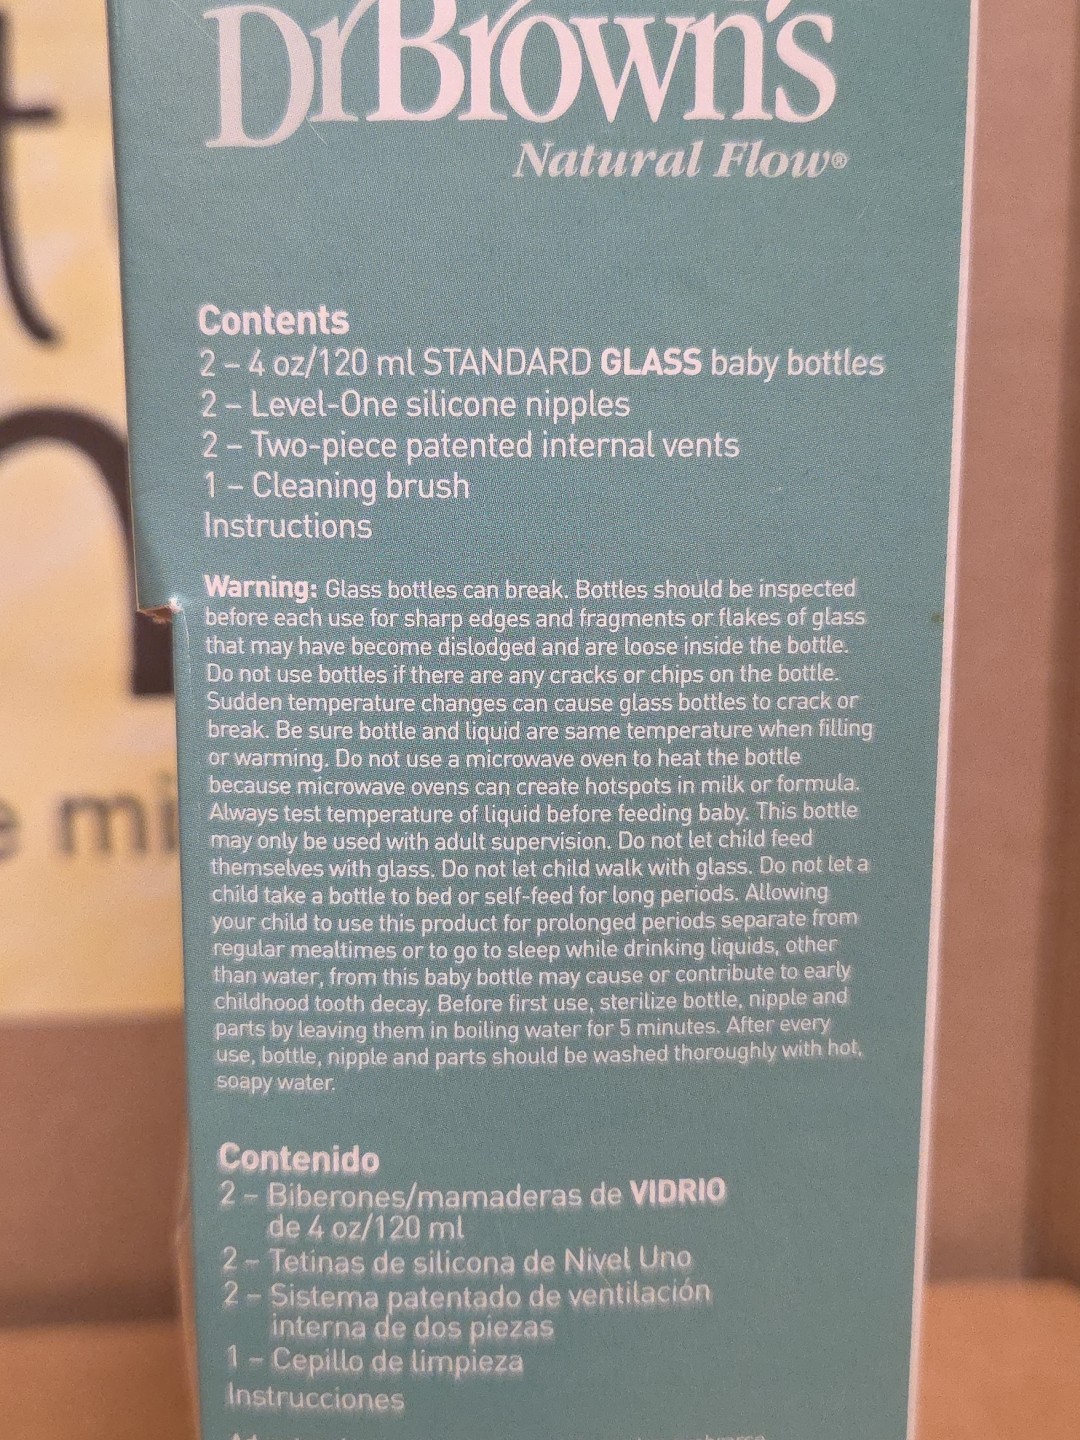 Dr Brown's
Natural Flow®
Contents
2 – 4 oz/120 ml STANDARD GLASS baby bottles
2 – Level-One silicone nipples
2 – Two-piece patented internal vents
1 – Cleaning brush
Instructions
Warning: Glass bottles can break. Bottles should be inspected
before each use for sharp edges and fragments or flakes of glass
that may have become dislodged and are loose inside the bottle.
Do not use bottles if there are any cracks or chips on the bottle.
Sudden temperature changes can cause glass bottles to crack or
break. Be sure bottle and liquid are same temperature when filling
or warming. Do not use a microwave oven to heat the bottle
because microwave ovens can create hotspots in milk or formula.
Always test temperature of liquid before feeding baby. This bottle
may only be used with adult supervision. Do not let child feed
themselves with glass. Do not let child walk with glass. Do not let a
child take a bottle to bed or self-feed for long periods. Allowing
your child to use this product for prolonged periods separate from
regular mealtimes or to go to sleep while drinking liquids, other
than water, from this baby bottle may cause or contribute to early
childhood tooth decay. Before first use, sterilize bottle, nipple and
parts by leaving them in boiling water for 5 minutes. After every
use, bottle, nipple and parts should be washed thoroughly with hot,
soapy water.
Contenido
2 – Biberones/mamaderas de VIDRIO
de 4 oz/120 ml
2 – Tetinas de silicona de Nivel Uno
2 – Sistema patentado de ventilación
interna de dos piezas
1 – Cepillo de limpieza
Instrucciones